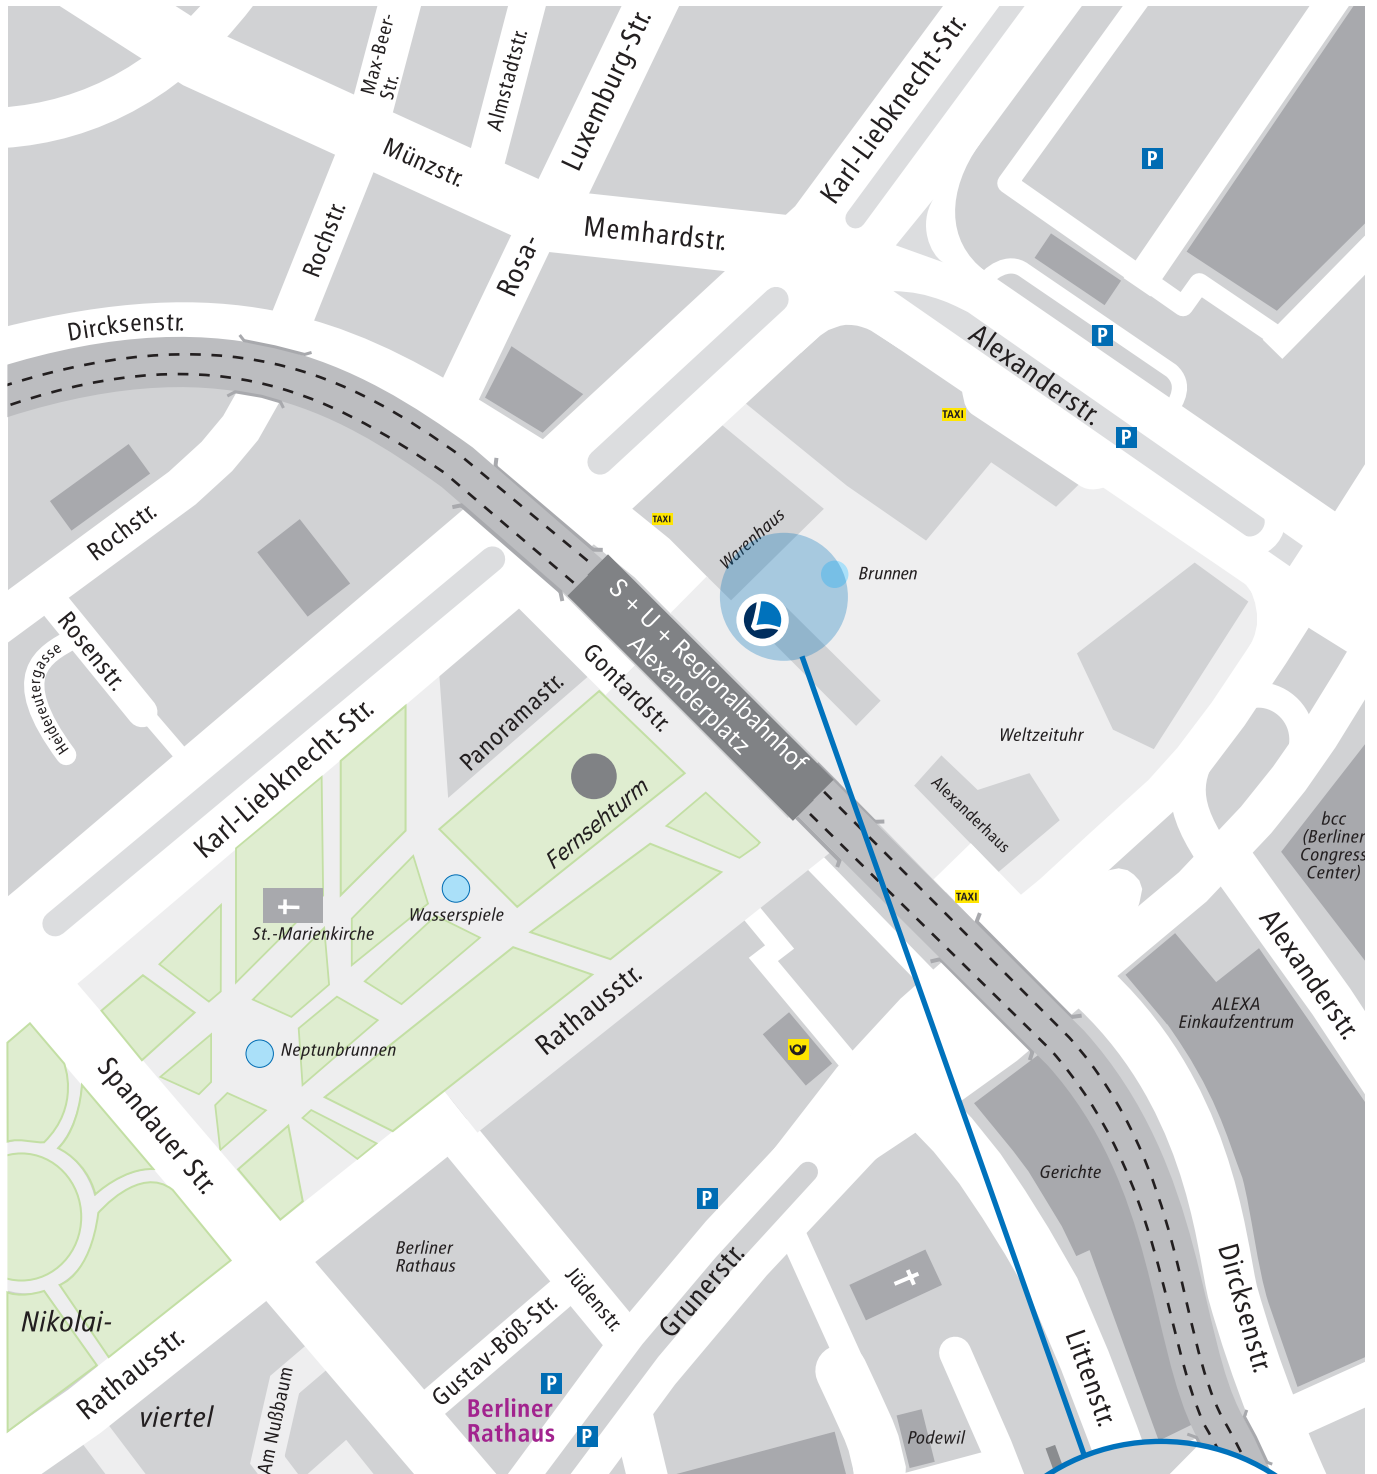 Max-Beer-
Str.
Almstadtstr.
Luxemburg-Str.
Karl-Liebknecht-Str.
P
Münzstr.
Rochstr.
Rosa-
Memhardstr.
Dircksenstr.
P
Alexanderstr.
TAXI
P
Rochstr.
TAXI
Warenhaus
Brunnen
S + U + Regionalbahnhof
Alexanderplatz
Rosenstr.
Heidereutergasse
Gontardstr.
Panoramastr.
Karl-Liebknecht-Str.
Weltzeituhr
Fernsehturm
Alexanderhaus
bcc
(Berliner
Congress
Center)
Wasserspiele
St.-Marienkirche
TAXI
Alexanderstr.
ALEXA
Einkaufzentrum
Rathausstr.
Neptunbrunnen
Spandauer Str.
Gerichte
P
Berliner
Rathaus
Jüdenstr.
Grunerstr.
Dircksenstr.
Nikolai-
Rathausstr.
Gustav-Böß-Str.
Littenstr.
P
viertel
Am Nußbaum
Berliner
Rathaus
P
Podewil